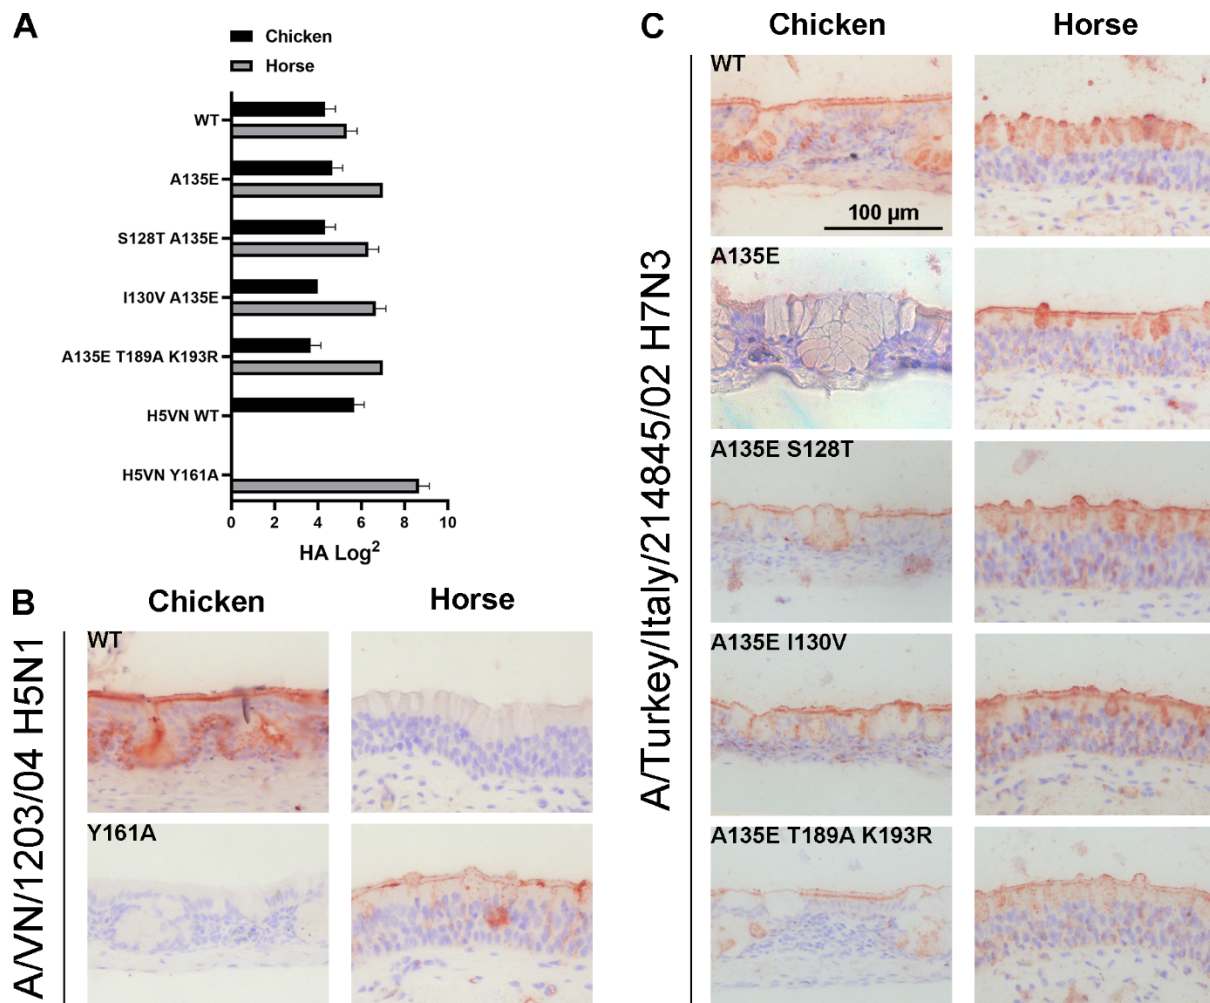 A
Chicken
Horse
WT
A135E
S128T A135E
I130V A135E
A135E T189A K193R
H5VN WT
H5VN Y161A
0 2 4 6 8 10
HA Log2
B
Chicken Horse
A/VN/1203/04 H5N1
WT
Y161A
C
Chicken Horse
A/Turkey/Italy/214845/02 H7N3
WT
100 µm
A135E
A135E S128T
A135E I130V
A135E T189A K193R